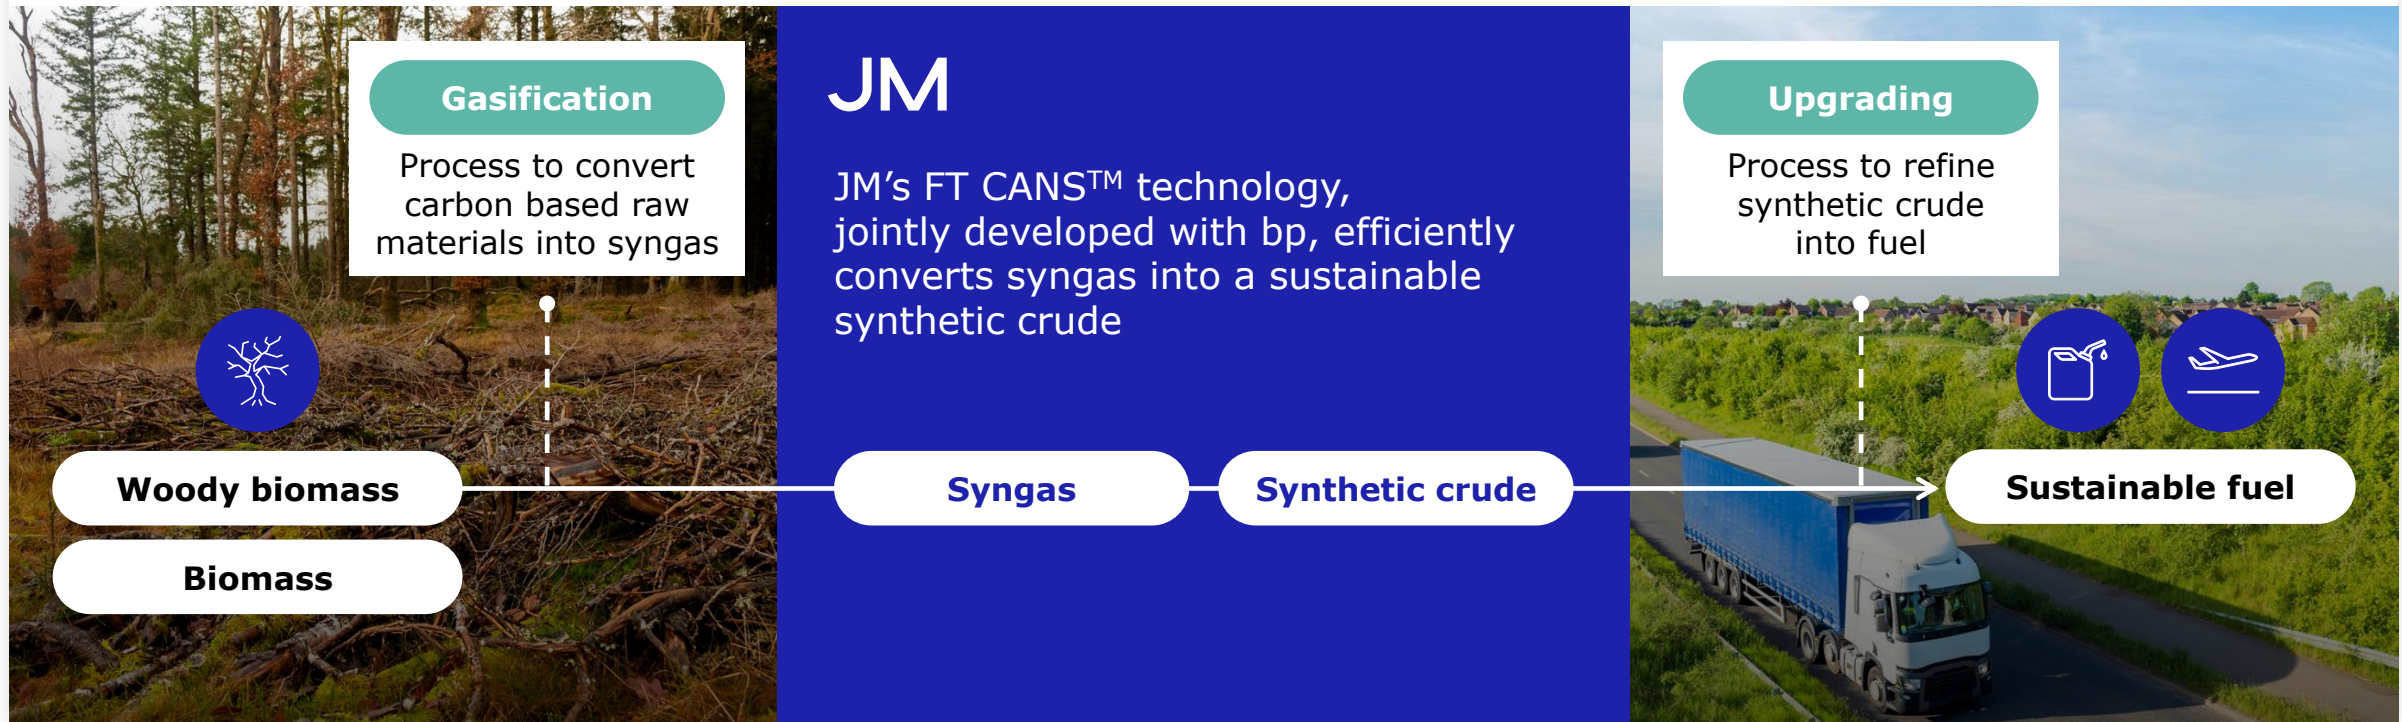 Gasification
Process to convert
carbon based raw
materials into syngas
Woody biomass
Biomass
JM
JM’s FT CANS™ technology,
jointly developed with bp, efficiently
converts syngas into a sustainable
synthetic crude
Syngas
Synthetic crude
Upgrading
Process to refine
synthetic crude
into fuel
Sustainable fuel